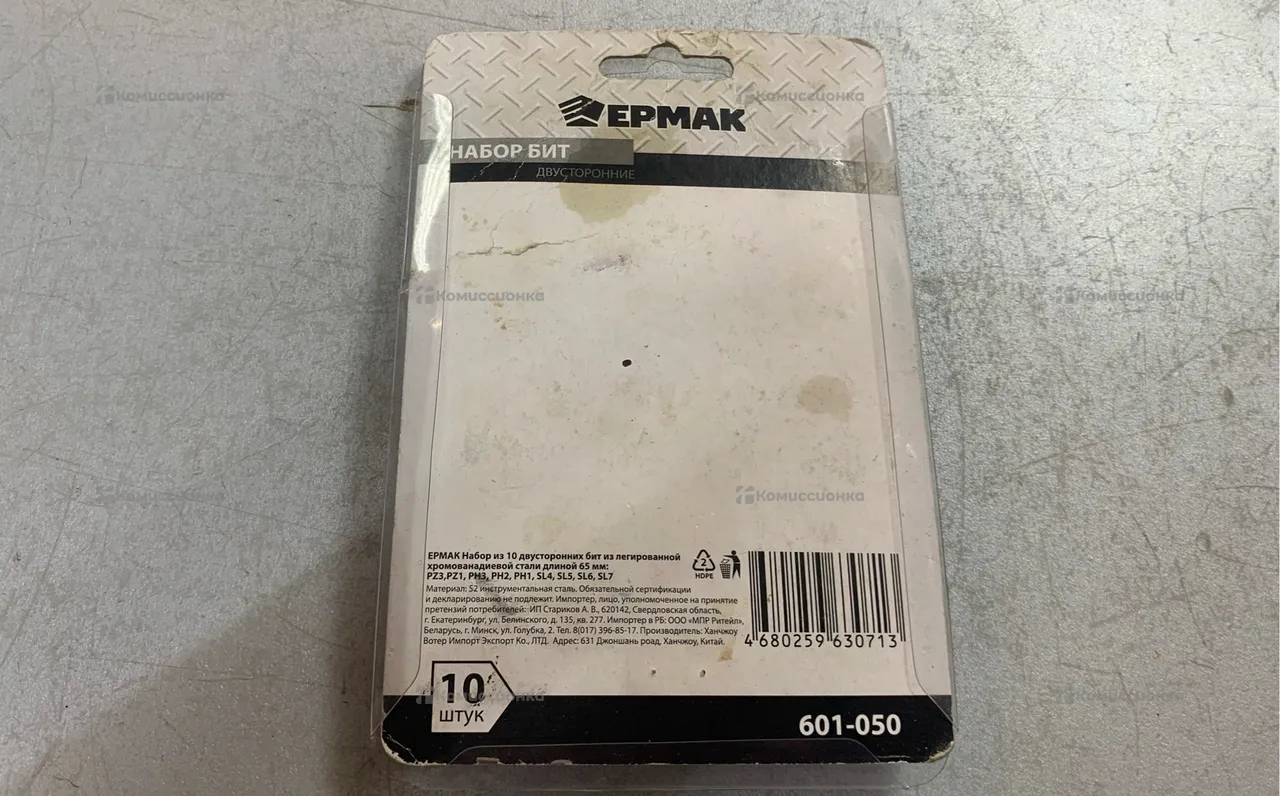 ЕРМАК
НАБОР БИТ
ДВУСТОРОННИЕ
ЕРМАК Набор из 10 двусторонних бит из легированной
хромованадиевой стали длиной 65 мм:
PZ3,PZ1, PH3, PH2, PH1, SL4, SL5, SL6, SL7
Материал: S2 инструментальная сталь. Обязательной сертификации
и декларированию не подлежит. Импортер, лицо, уполномоченное на принятие
претензий потребителей: ИП Стариков А. В., 620142, Свердловская область,
г. Екатеринбург, ул. Белинского, д. 135, кв. 277. Импортер в РБ: ООО «МПР Ритейл»,
Беларусь, г. Минск, ул. Голубка, 2. Тел. 8(017) 396-85-17. Производитель: Ханчжоу
Вотер Импорт Экспорт Ко., ЛТД. Адрес: 631 Джоншань роад, Ханчжоу, Китай.
2
HDPE
4 680259 630713
10
штук
601-050
Комиссионка
Комиссионка
Комиссионка
Комиссионка
Комиссионка
Комиссионка
Комиссионка
Комиссионка